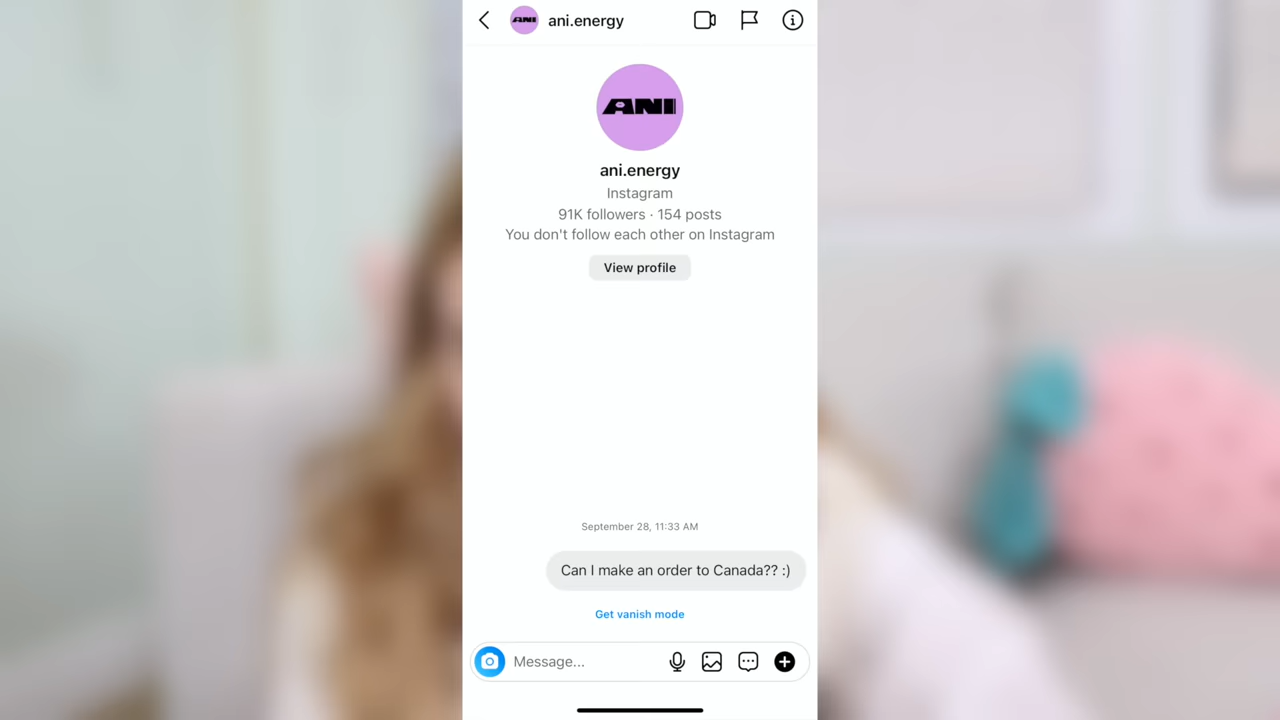 ANI ani.energy
ANI
ani.energy
Instagram
91K followers · 154 posts
You don't follow each other on Instagram
View profile
September 28, 11:33 AM
Can I make an order to Canada?? :)
Get vanish mode
Message...